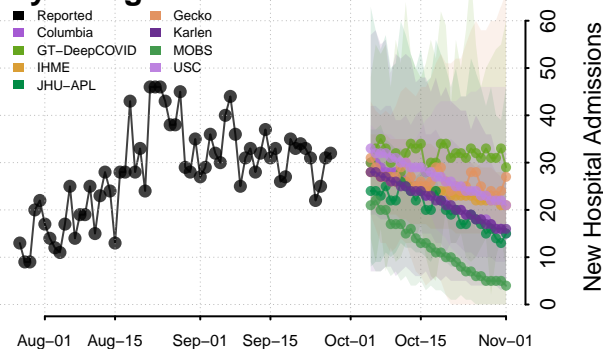 Reported
Columbia
GT−DeepCOVID
IHME
JHU−APL
Gecko
Karlen
MOBS
USC
0
10
20
30
40
50
60
New Hospital Admissions
Aug−01
Aug−15
Sep−01
Sep−15
Oct−01
Oct−15
Nov−01